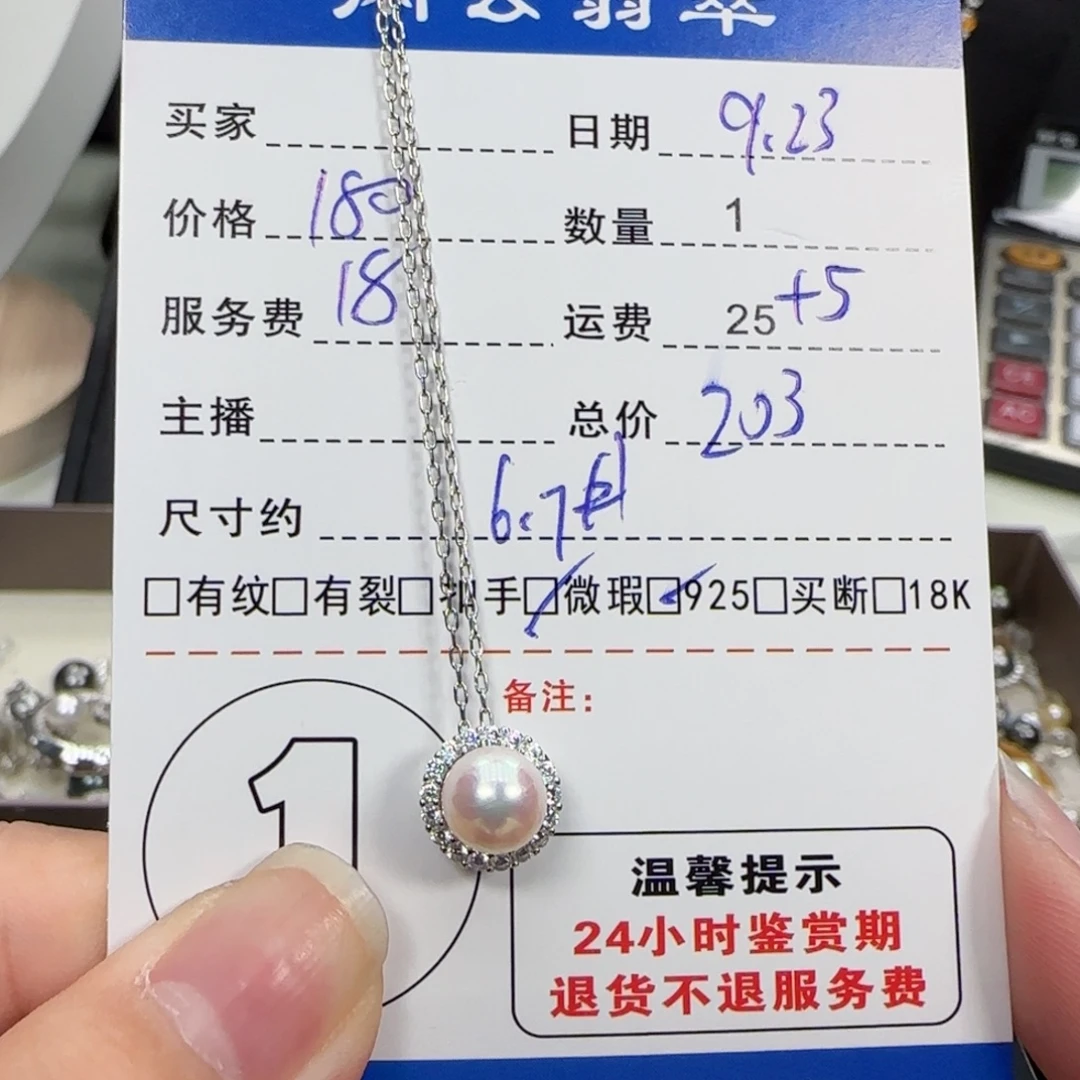 翡翠
买家 日期 9.23
价格 180 数量 1
服务费 18 运费 25+5
主播 总价 203
尺寸约 6.7
□有纹□有裂□扣手□微瑕□925□买断□18K
备注:
1
温馨提示
24小时鉴赏期
退货不退服务费